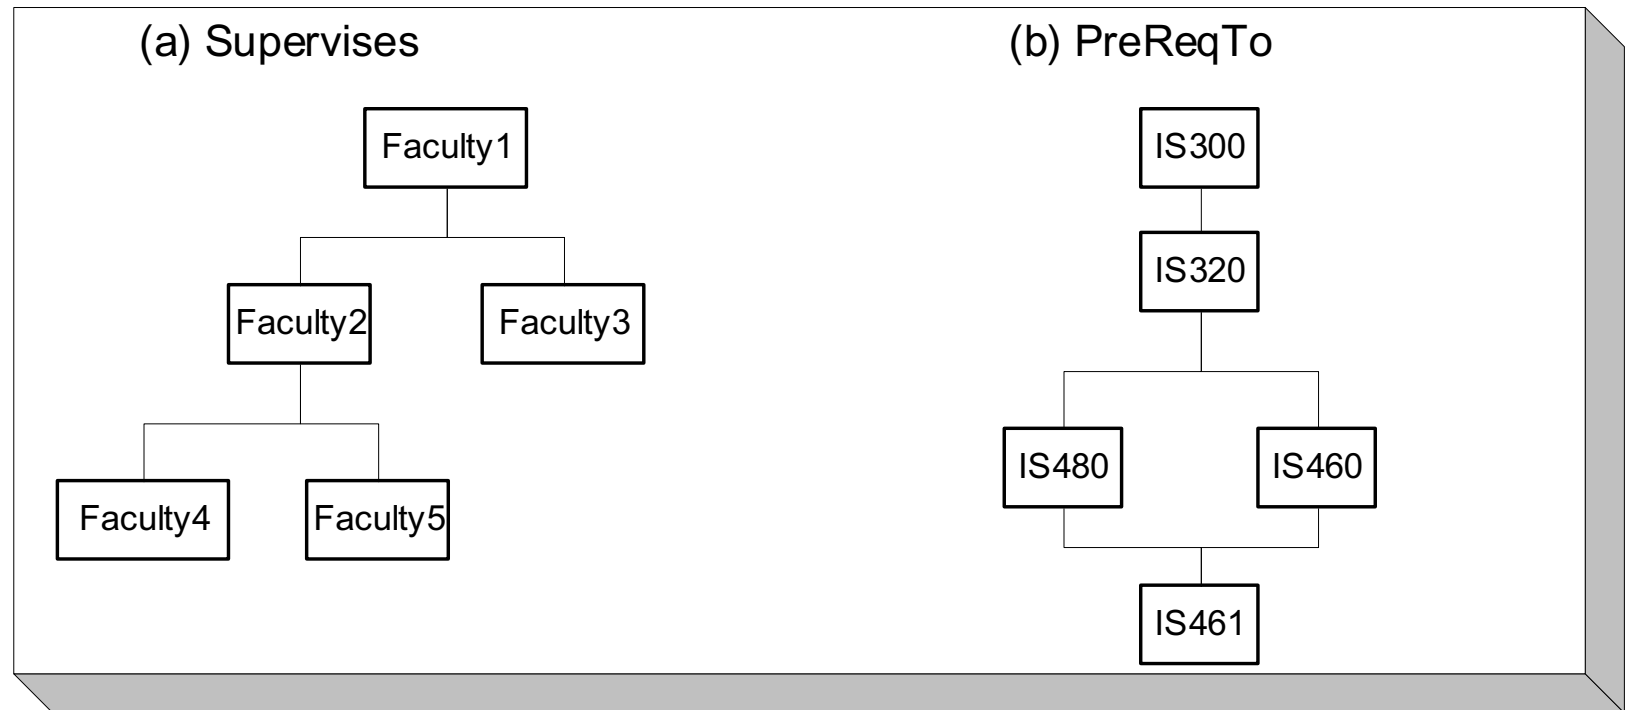 (a) Supervises
Faculty1
Faculty2
Faculty3
Faculty4
Faculty5
(b) PreReqTo
IS300
IS320
IS480
IS460
IS461